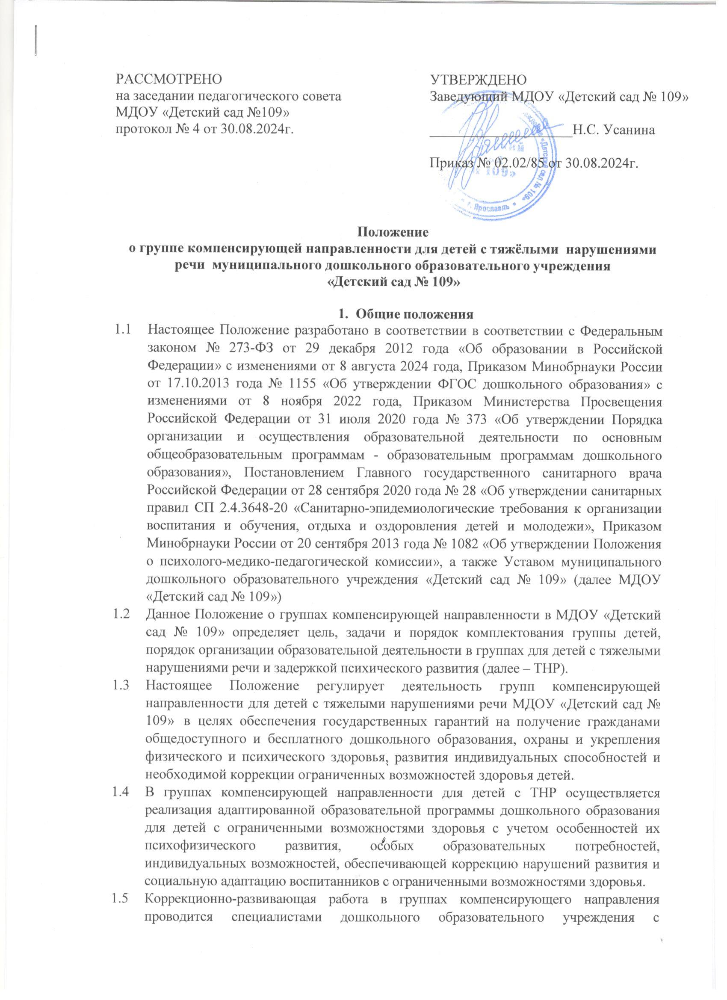 РАССМОТРЕНО
на заседании педагогического совета
МДОУ «Детский сад №109»
протокол № 4 от 30.08.2024г.
УТВЕРЖДЕНО
Заведующий МДОУ «Детский сад № 109»
____________________Н.С. Усанина
Приказ № 02.02/85 от 30.08.2024г.
«Детский сад № 109»
109»
г. Ярославль
Положение
о группе компенсирующей направленности для детей с тяжёлыми нарушениями
речи муниципального дошкольного образовательного учреждения
«Детский сад № 109»
1. Общие положения
1.1 Настоящее Положение разработано в соответствии в соответствии с Федеральным
законом № 273-ФЗ от 29 декабря 2012 года «Об образовании в Российской
Федерации» с изменениями от 8 августа 2024 года, Приказом Минобрнауки России
от 17.10.2013 года № 1155 «Об утверждении ФГОС дошкольного образования» с
изменениями от 8 ноября 2022 года, Приказом Министерства Просвещения
Российской Федерации от 31 июля 2020 года № 373 «Об утверждении Порядка
организации и осуществления образовательной деятельности по основным
общеобразовательным программам - образовательным программам дошкольного
образования», Постановлением Главного государственного санитарного врача
Российской Федерации от 28 сентября 2020 года № 28 «Об утверждении санитарных
правил СП 2.4.3648-20 «Санитарно-эпидемиологические требования к организации
воспитания и обучения, отдыха и оздоровления детей и молодежи», Приказом
Минобрнауки России от 20 сентября 2013 года № 1082 «Об утверждении Положения
о психолого-медико-педагогической комиссии», а также Уставом муниципального
дошкольного образовательного учреждения «Детский сад № 109» (далее МДОУ
«Детский сад № 109»)
1.2 Данное Положение о группах компенсирующей направленности в МДОУ «Детский
сад № 109» определяет цель, задачи и порядок комплектования группы детей,
порядок организации образовательной деятельности в группах для детей с тяжелыми
нарушениями речи и задержкой психического развития (далее – ТНР).
1.3 Настоящее Положение регулирует деятельность групп компенсирующей
направленности для детей с тяжелыми нарушениями речи МДОУ «Детский сад №
109» в целях обеспечения государственных гарантий на получение гражданами
общедоступного и бесплатного дошкольного образования, охраны и укрепления
физического и психического здоровья, развития индивидуальных способностей и
необходимой коррекции ограниченных возможностей здоровья детей.
1.4 В группах компенсирующей направленности для детей с ТНР осуществляется
реализация адаптированной образовательной программы дошкольного образования
для детей с ограниченными возможностями здоровья с учетом особенностей их
психофизического развития, особых образовательных потребностей,
индивидуальных возможностей, обеспечивающей коррекцию нарушений развития и
социальную адаптацию воспитанников с ограниченными возможностями здоровья.
1.5 Коррекционно-развивающая работа в группах компенсирующего направления
проводится специалистами дошкольного образовательного учреждения с